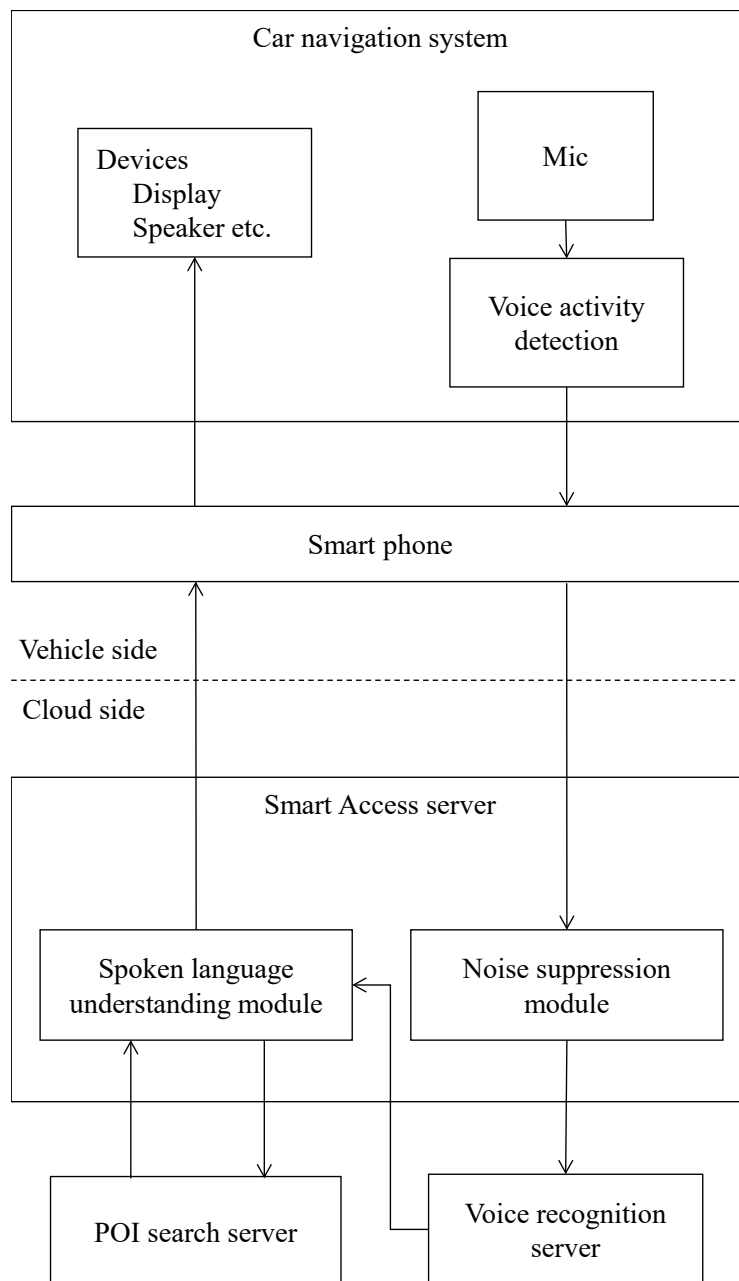 Car navigation system
Devices
Display
Speaker etc.
Mic
Voice activity
detection
Smart phone
Vehicle side
Cloud side
Smart Access server
Spoken language
understanding module
Noise suppression
module
POI search server
Voice recognition
server